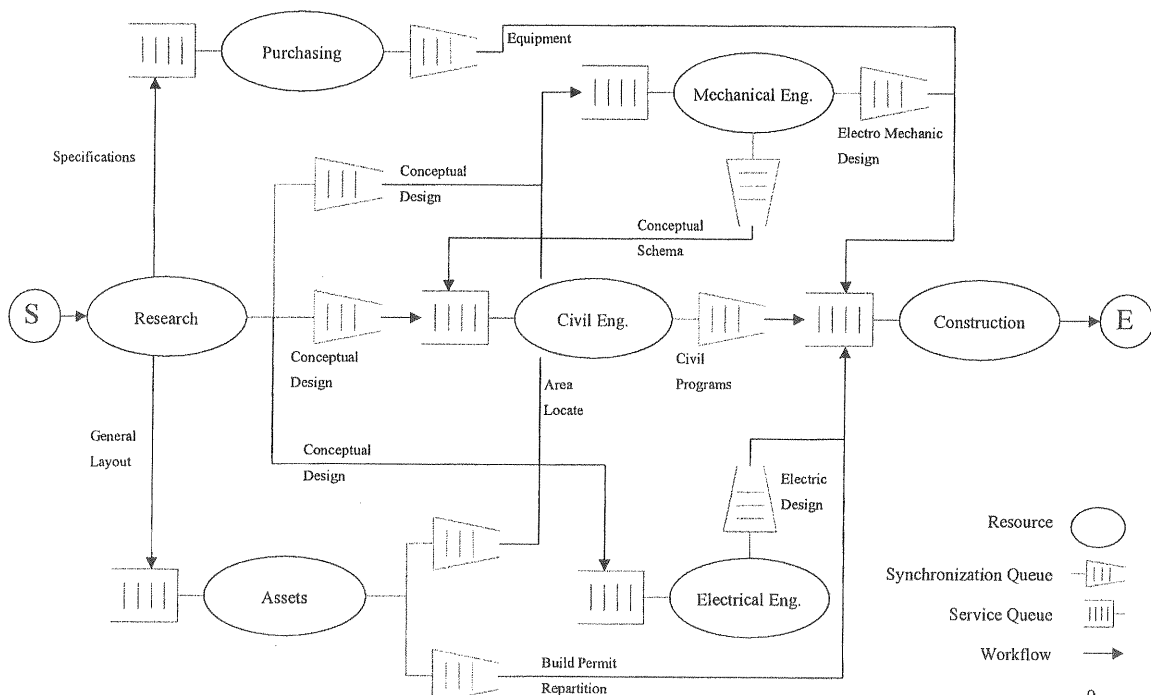 Purchasing
Equipment
Mechanical Eng.
Electro Mechanic
Design
Specifications
Conceptual
Design
Conceptual
Schema
S
Research
Civil Eng.
Construction
E
Conceptual
Design
Civil
Programs
Area
Locate
General
Layout
Conceptual
Design
Electric
Design
Resource
Synchronization Queue
Assets
Electrical Eng.
Service Queue
Workflow
Build Permit
Repartition